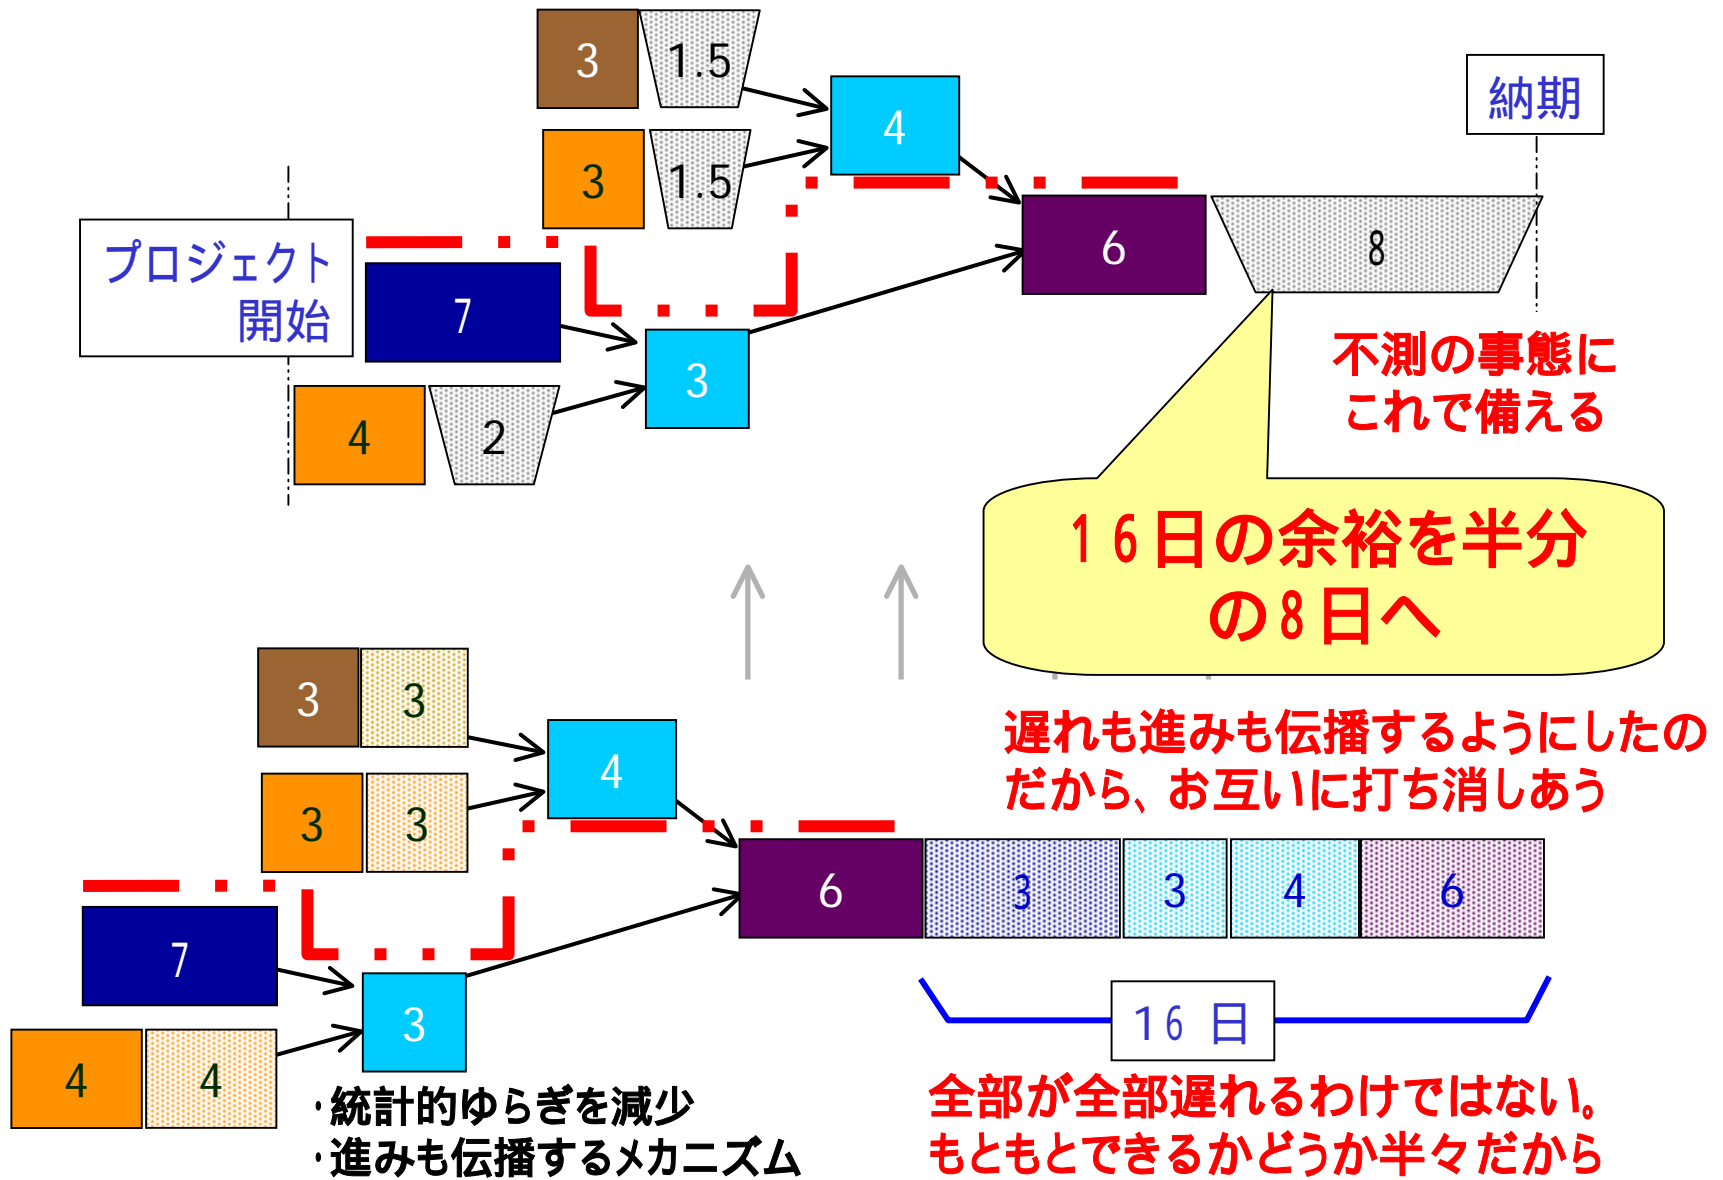 3
1.5
4
納期
3
1.5
6
8
プロジェクト
開始
7
3
4
2
不測の事態に
これで備える
16日の余裕を半分
の8日へ
3
3
4
3
3
遅れも進みも伝播するようにしたの
だから、お互いに打ち消しあう
6
3
3
4
6
7
3
4
4
16 日
・統計的ゆらぎを減少
・進みも伝播するメカニズム
全部が全部遅れるわけではない。
もともとできるかどうか半々だから